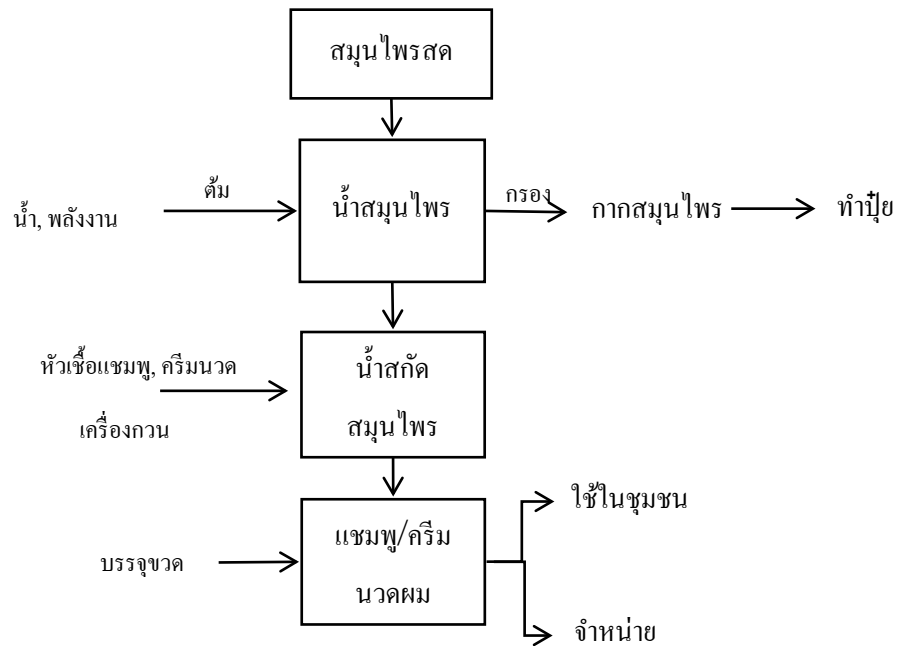 สมุนไพรสด
น้ำ, พลังงาน
ต้ม
น้ำสมุนไพร
กรอง
กากสมุนไพร
ทำปุ๋ย
หัวเชื้อแชมพู, ครีมนวด
เครื่องกวน
น้ำสกัด
สมุนไพร
บรรจุขวด
แชมพู/ครีม
นวดผม
ใช้ในชุมชน
จำหน่าย